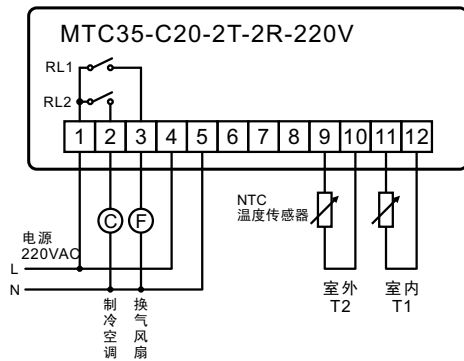 MTC35-C20-2T-2R-220V
RL1
RL2
1 2 3 4 5 6 7 8 9 10 11 12
C F
NTC
温度传感器
电源
220VAC
L
N
制冷空调
换气风扇
室外
T2
室内
T1